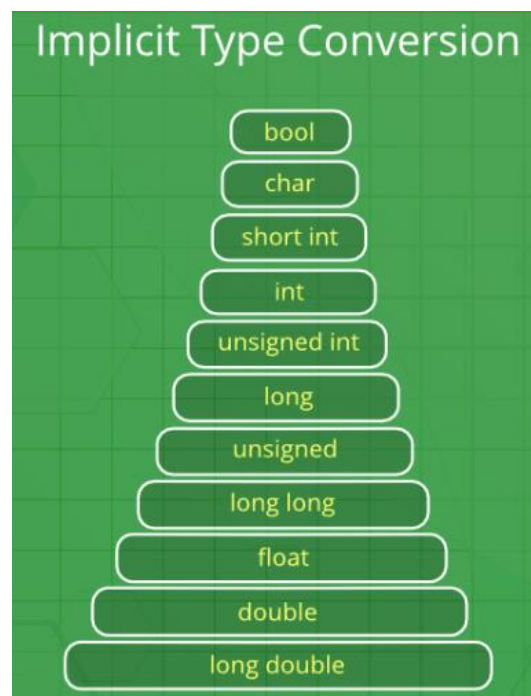 Implicit Type Conversion
bool
char
short int
int
unsigned int
long
unsigned
long long
float
double
long double